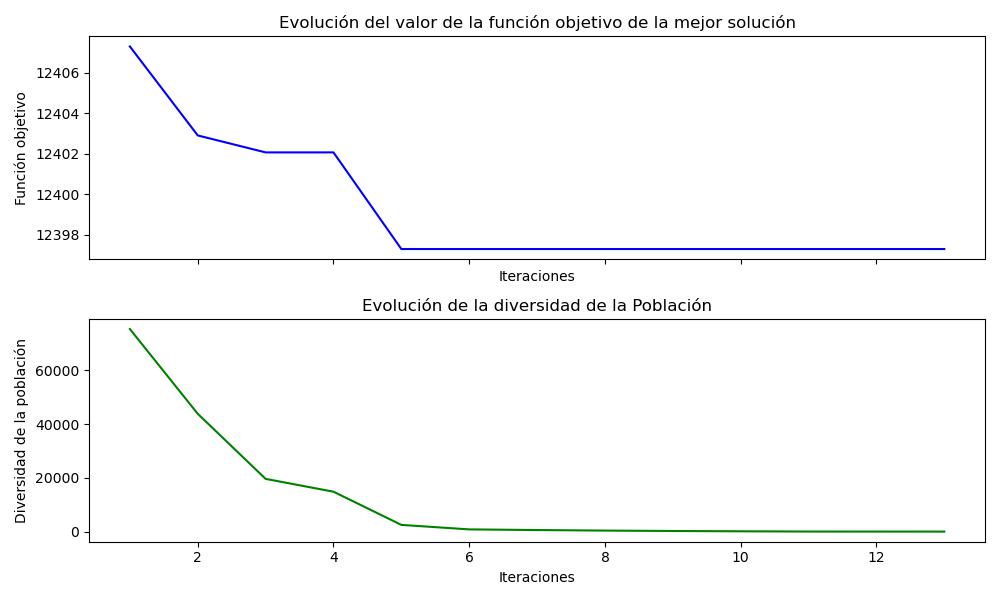 Evolución del valor de la función objetivo de la mejor solución
Función objetivo
12406
12404
12402
12400
12398
Iteraciones
Evolución de la diversidad de la Población
Diversidad de la población
60000
40000
20000
0
2 4 6 8 10 12
Iteraciones